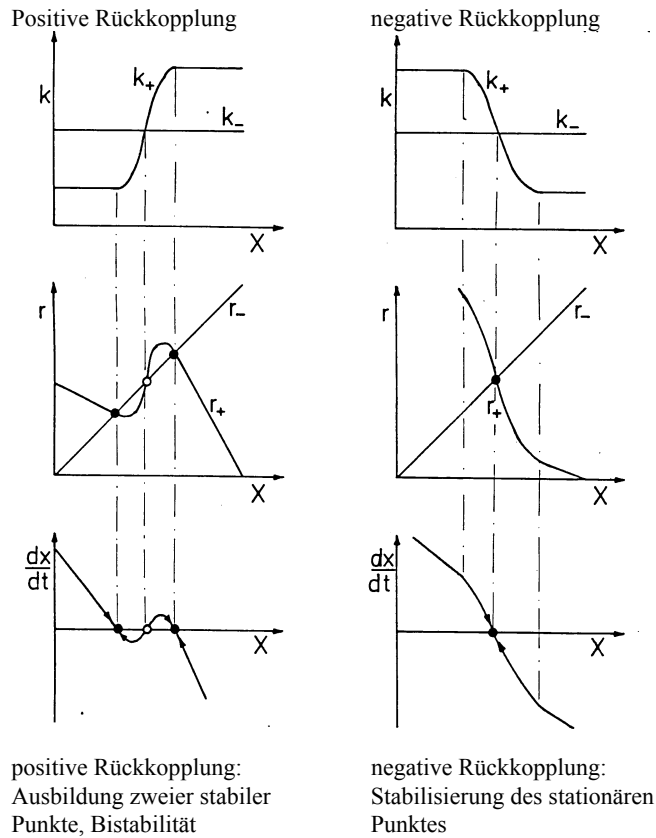 Positive Rückkopplung
negative Rückkopplung
k
k₊
k₋
X
k
k₊
k₋
X
r
r₋
r₊
X
r
r₋
r₊
X
dx
dt
X
dx
dt
X
positive Rückkopplung:
Ausbildung zweier stabiler
Punkte, Bistabilität
negative Rückkopplung:
Stabilisierung des stationären
Punktes